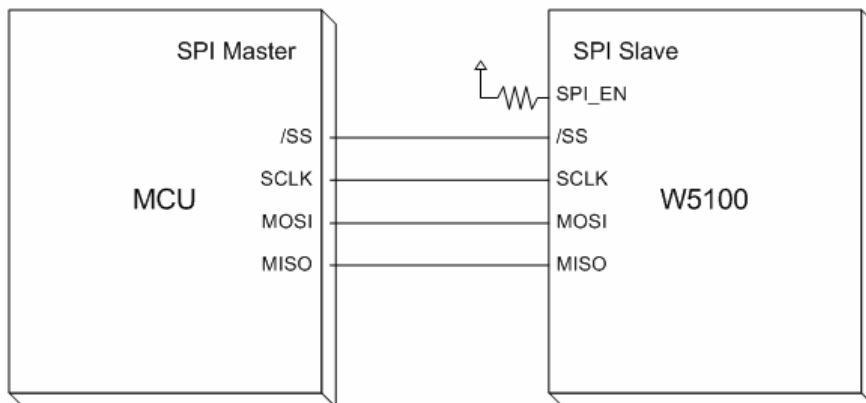 SPI Master
/SS
SCLK
MCU
MOSI
MISO
SPI Slave
SPI_EN
/SS
SCLK
W5100
MOSI
MISO